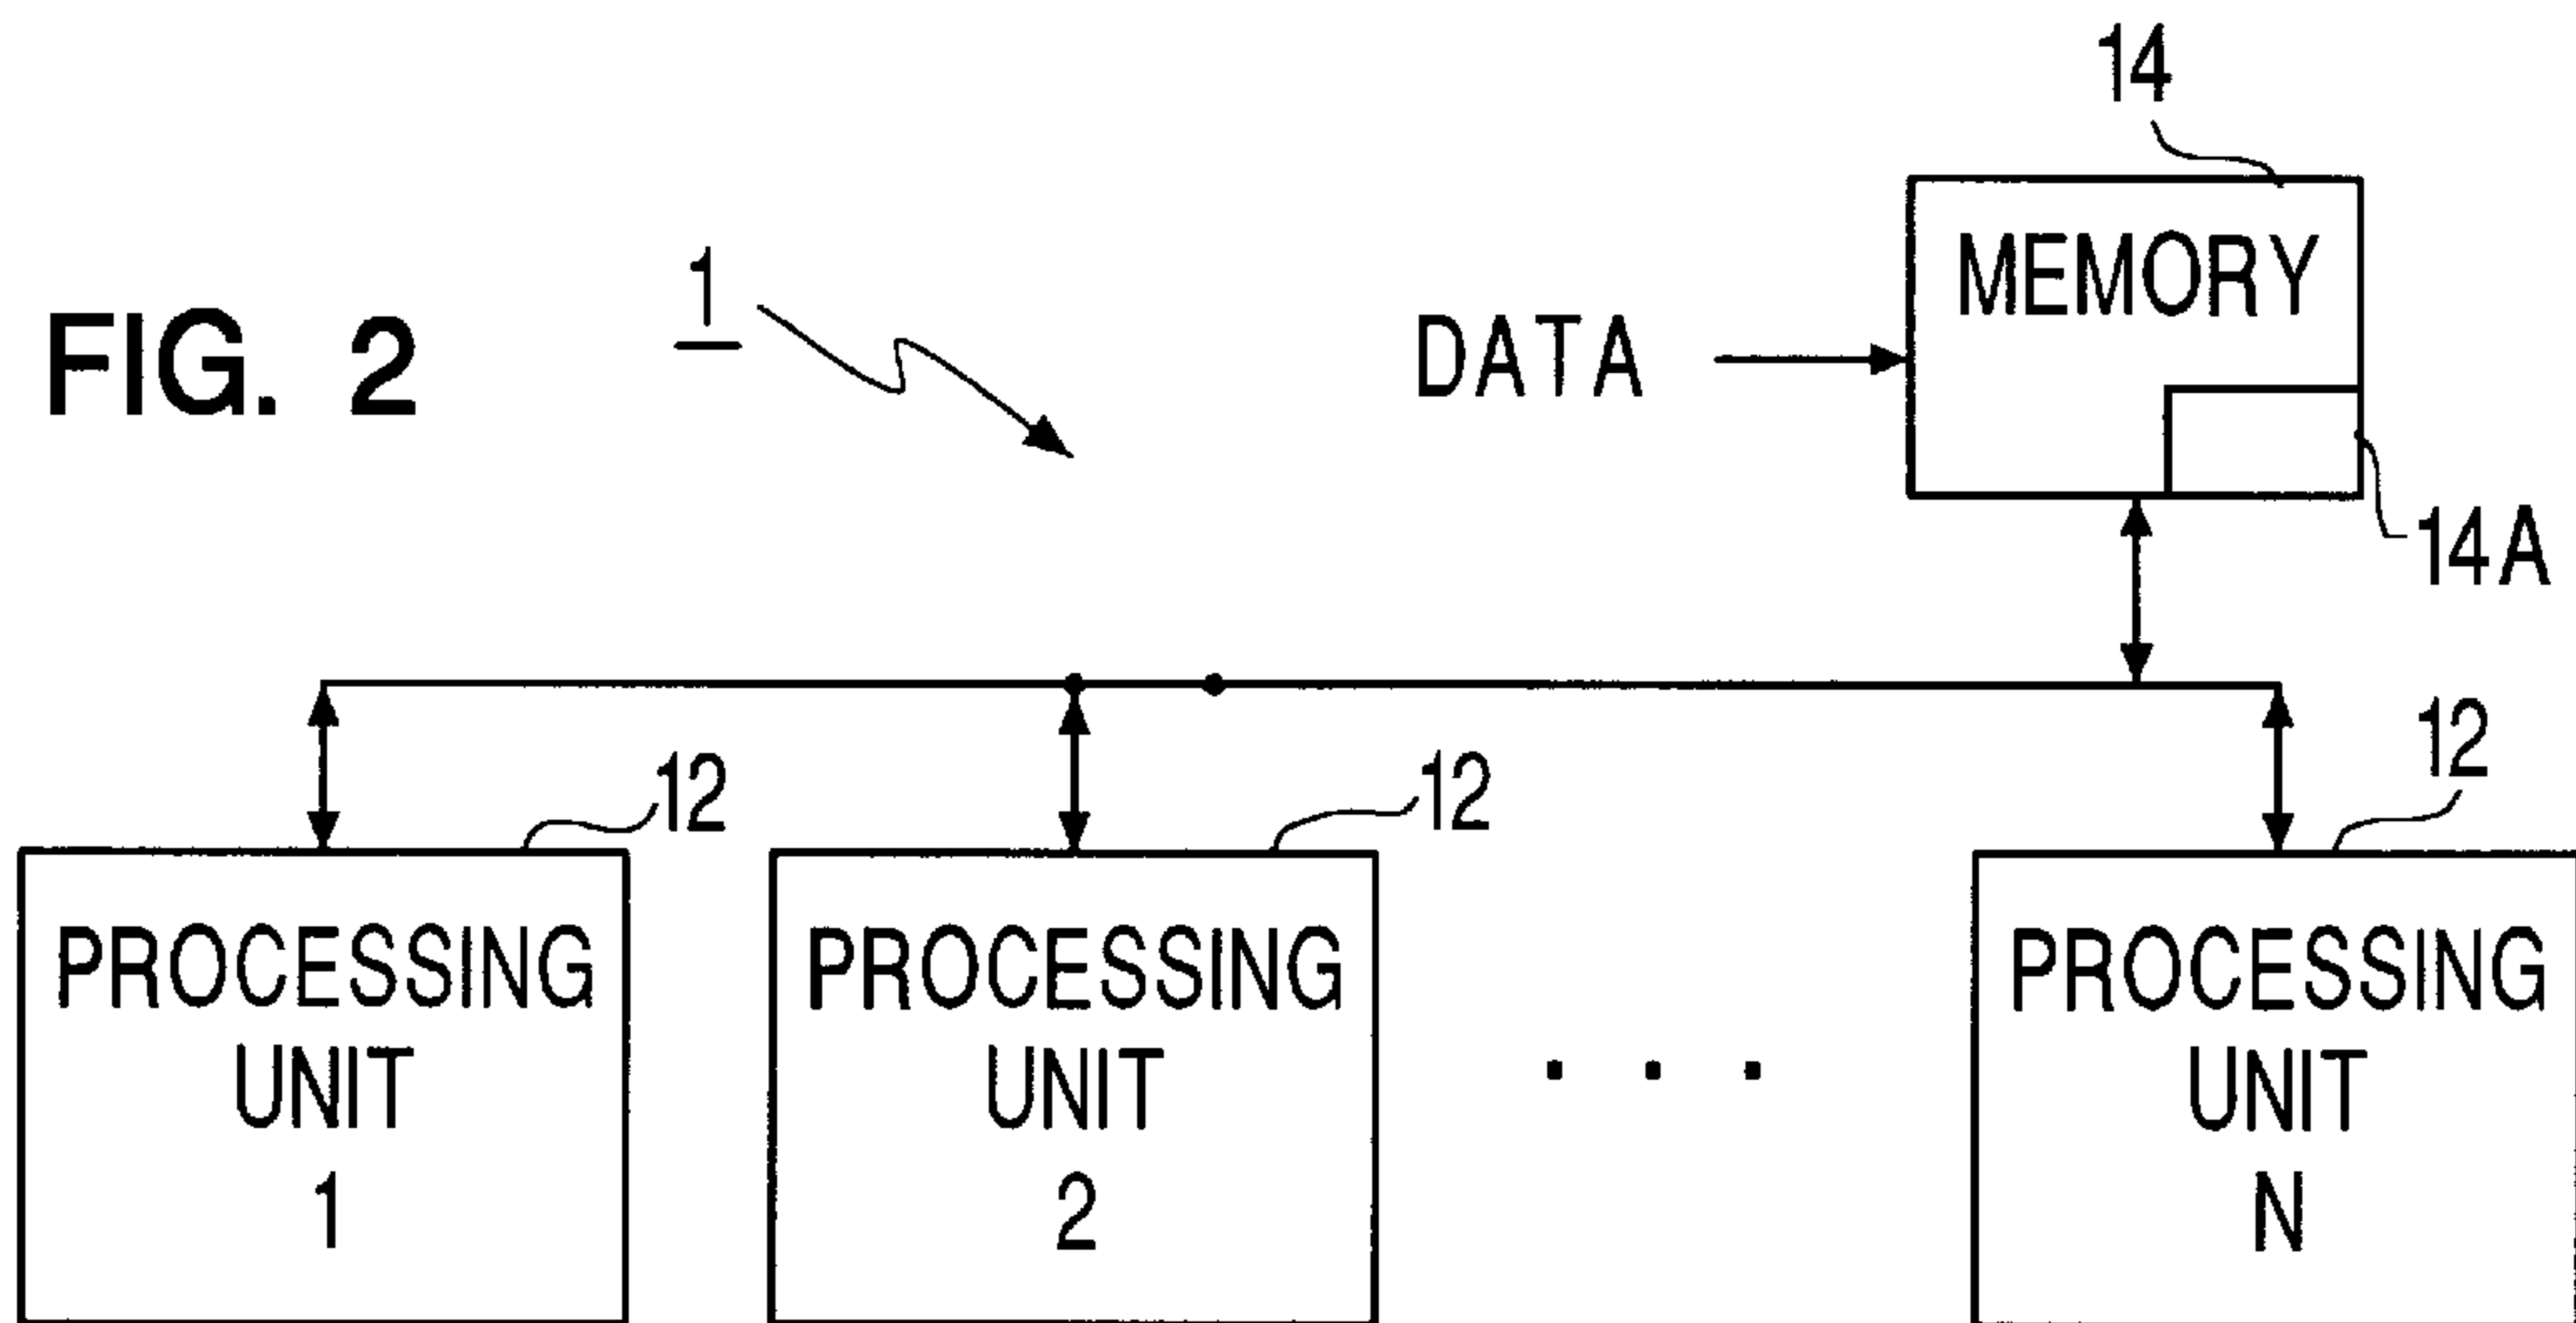 14
1
MEMORY
FIG. 2
DATA
14A
12
12
12
PROCESSING
UNIT
1
PROCESSING
UNIT
2
. . .
PROCESSING
UNIT
N